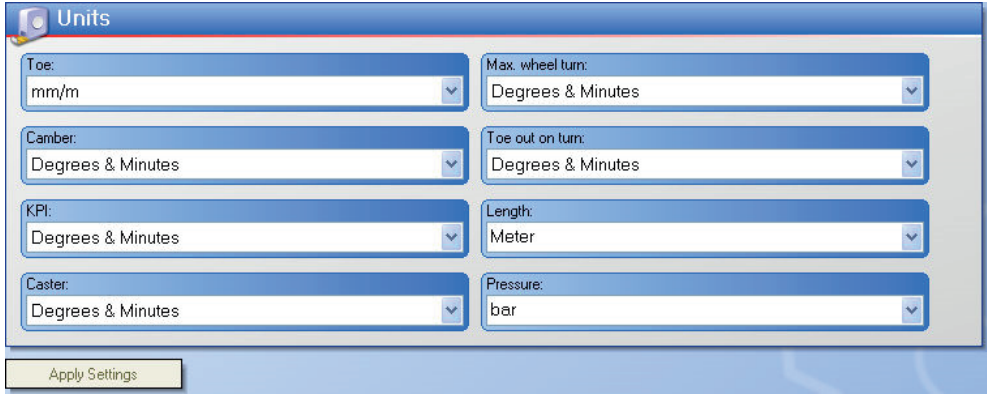 Units
Toe:
mm/m
Max. wheel turn:
Degrees & Minutes
Camber:
Degrees & Minutes
Toe out on turn:
Degrees & Minutes
KPI:
Degrees & Minutes
Length:
Meter
Caster:
Degrees & Minutes
Pressure:
bar
Apply Settings